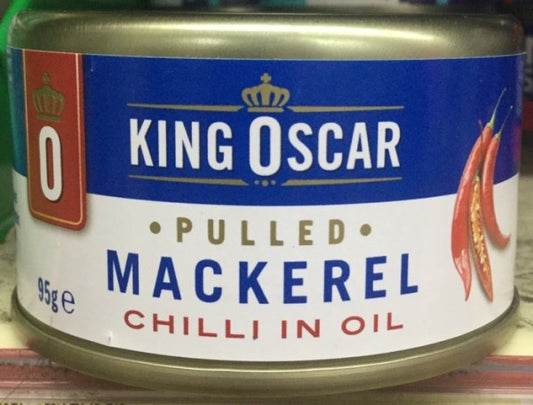 O
KING OSCAR
• PULLED •
MACKEREL
CHILLI IN OIL
95g e